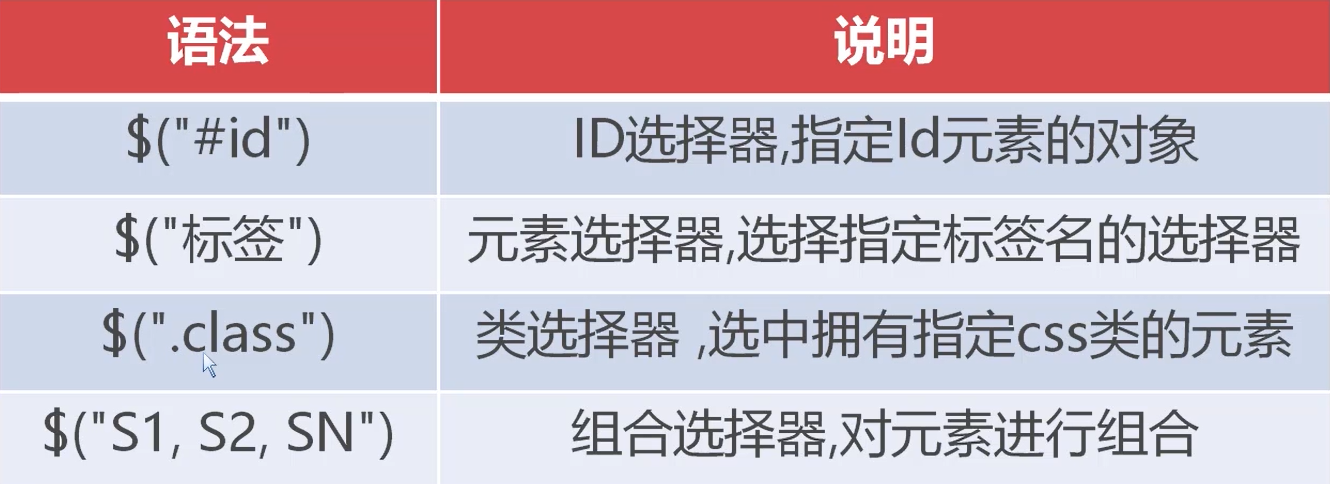 语法 说明
$("#id") ID选择器,指定Id元素的对象
$("标签") 元素选择器,选择指定标签名的选择器
$(".class") 类选择器 ,选中拥有指定css类的元素
$("S1, S2, SN") 组合选择器,对元素进行组合